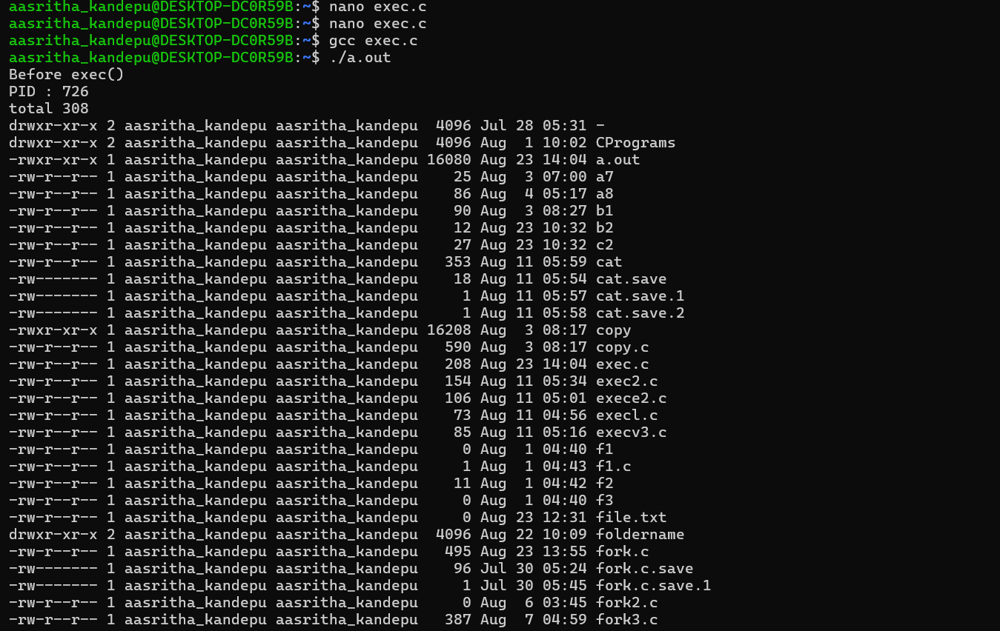 aasritha_kandepu@DESKTOP-DC0R59B:~$ nano exec.c
aasritha_kandepu@DESKTOP-DC0R59B:~$ nano exec.c
aasritha_kandepu@DESKTOP-DC0R59B:~$ gcc exec.c
aasritha_kandepu@DESKTOP-DC0R59B:~$ ./a.out
Before exec()
PID : 726
total 308
drwxr-xr-x 2 aasritha_kandepu aasritha_kandepu  4096 Jul 28 05:31 -
drwxr-xr-x 2 aasritha_kandepu aasritha_kandepu  4096 Aug  1 10:02 CPrograms
-rwxr-xr-x 1 aasritha_kandepu aasritha_kandepu 16080 Aug 23 14:04 a.out
-rw-r--r-- 1 aasritha_kandepu aasritha_kandepu    25 Aug  3 07:00 a7
-rw-r--r-- 1 aasritha_kandepu aasritha_kandepu    86 Aug  4 05:17 a8
-rw-r--r-- 1 aasritha_kandepu aasritha_kandepu    90 Aug  3 08:27 b1
-rw-r--r-- 1 aasritha_kandepu aasritha_kandepu    12 Aug 23 10:32 b2
-rw-r--r-- 1 aasritha_kandepu aasritha_kandepu    27 Aug 23 10:32 c2
-rw-r--r-- 1 aasritha_kandepu aasritha_kandepu   353 Aug 11 05:59 cat
-rw------- 1 aasritha_kandepu aasritha_kandepu    18 Aug 11 05:54 cat.save
-rw------- 1 aasritha_kandepu aasritha_kandepu     1 Aug 11 05:57 cat.save.1
-rw------- 1 aasritha_kandepu aasritha_kandepu     1 Aug 11 05:58 cat.save.2
-rwxr-xr-x 1 aasritha_kandepu aasritha_kandepu 16208 Aug  3 08:17 copy
-rw-r--r-- 1 aasritha_kandepu aasritha_kandepu   590 Aug  3 08:17 copy.c
-rw-r--r-- 1 aasritha_kandepu aasritha_kandepu   208 Aug 23 14:04 exec.c
-rw-r--r-- 1 aasritha_kandepu aasritha_kandepu   154 Aug 11 05:34 exec2.c
-rw-r--r-- 1 aasritha_kandepu aasritha_kandepu   106 Aug 11 05:01 exece2.c
-rw-r--r-- 1 aasritha_kandepu aasritha_kandepu    73 Aug 11 04:56 execl.c
-rw-r--r-- 1 aasritha_kandepu aasritha_kandepu    85 Aug 11 05:16 execv3.c
-rw-r--r-- 1 aasritha_kandepu aasritha_kandepu     0 Aug  1 04:40 f1
-rw-r--r-- 1 aasritha_kandepu aasritha_kandepu     1 Aug  1 04:43 f1.c
-rw-r--r-- 1 aasritha_kandepu aasritha_kandepu    11 Aug  1 04:42 f2
-rw-r--r-- 1 aasritha_kandepu aasritha_kandepu     0 Aug  1 04:40 f3
-rw-r--r-- 1 aasritha_kandepu aasritha_kandepu     0 Aug 23 12:31 file.txt
drwxr-xr-x 2 aasritha_kandepu aasritha_kandepu  4096 Aug 22 10:09 foldername
-rw-r--r-- 1 aasritha_kandepu aasritha_kandepu   495 Aug 23 13:55 fork.c
-rw------- 1 aasritha_kandepu aasritha_kandepu    96 Jul 30 05:24 fork.c.save
-rw------- 1 aasritha_kandepu aasritha_kandepu     1 Jul 30 05:45 fork.c.save.1
-rw-r--r-- 1 aasritha_kandepu aasritha_kandepu     0 Aug  6 03:45 fork2.c
-rw-r--r-- 1 aasritha_kandepu aasritha_kandepu   387 Aug  7 04:59 fork3.c